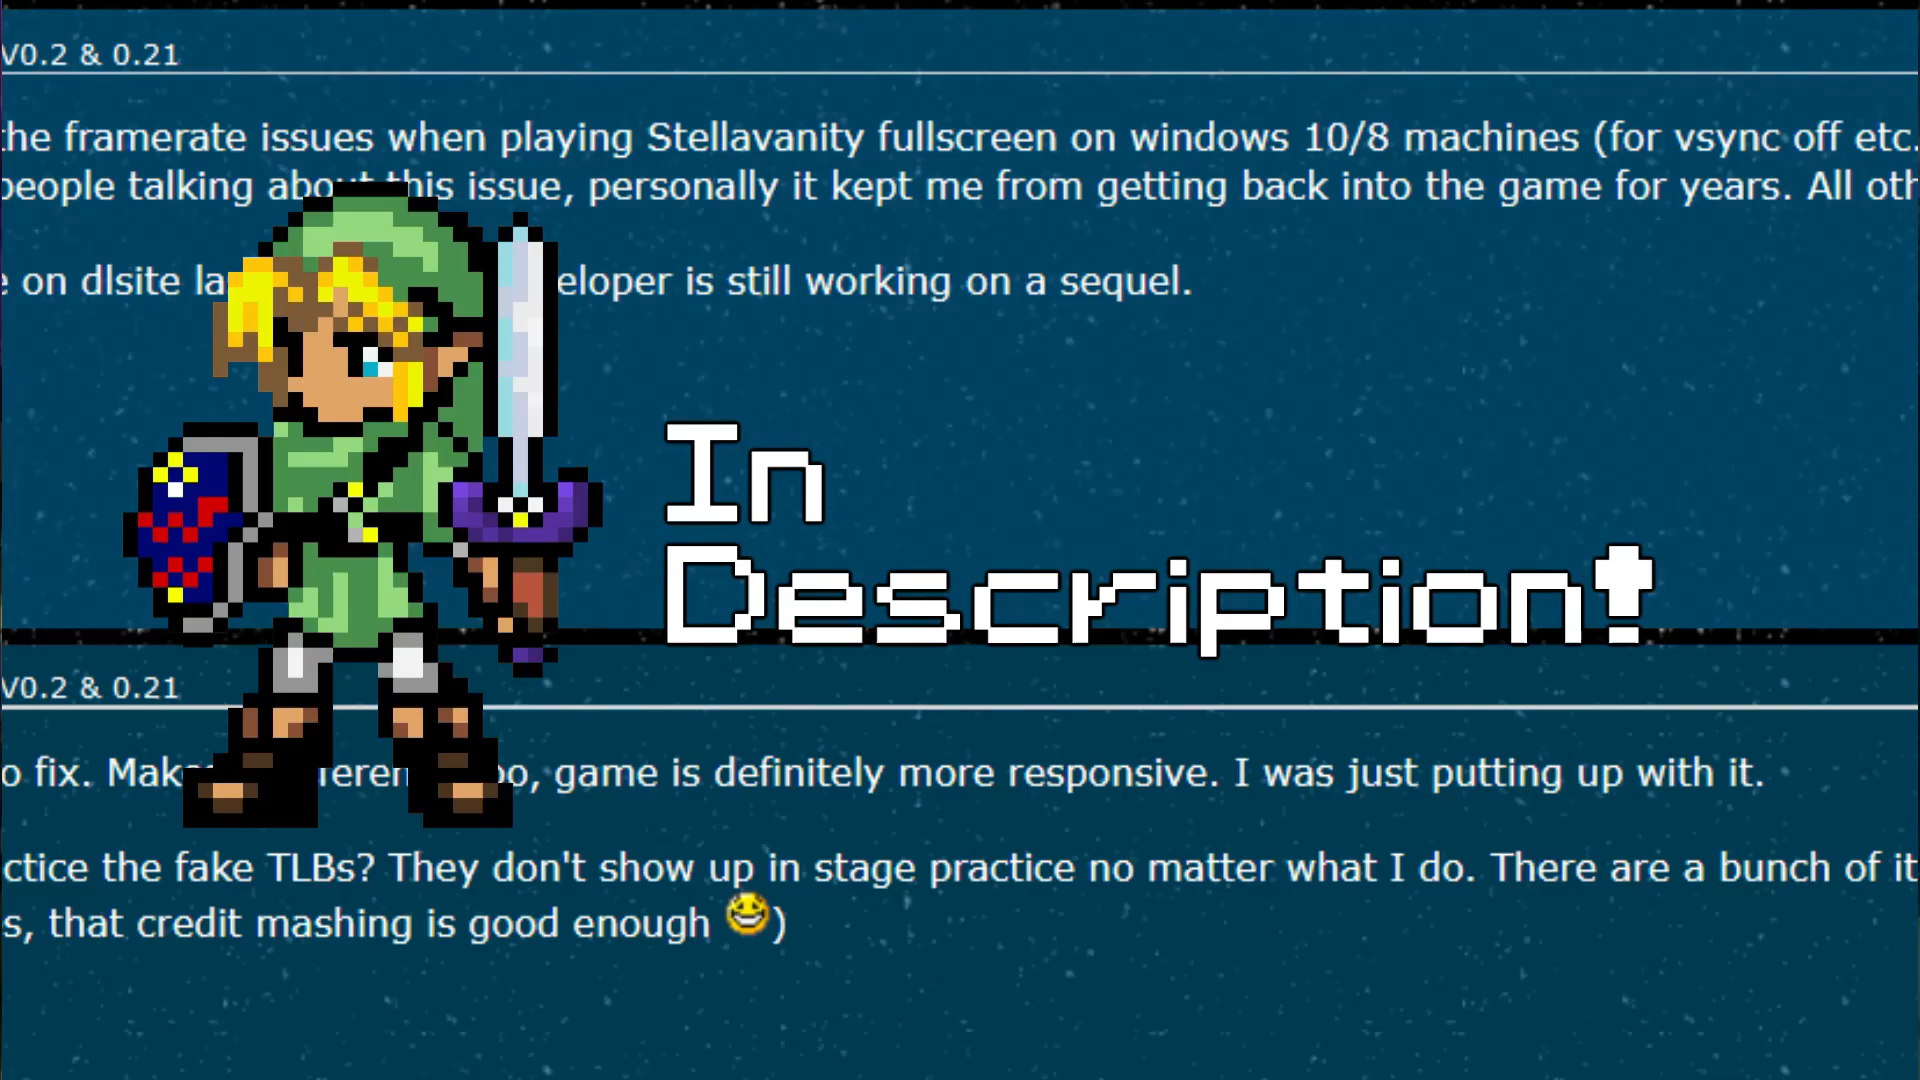 V0.2 & 0.21
the framerate issues when playing Stellavanity fullscreen on windows 10/8 machines (for vsync off etc.
people talking about this issue, personally it kept me from getting back into the game for years. All oth
e on dlsite la eloper is still working on a sequel.
In
Description!
V0.2 & 0.21
o fix. Mak feren oo, game is definitely more responsive. I was just putting up with it.
ctice the fake TLBs? They don't show up in stage practice no matter what I do. There are a bunch of it
s, that credit mashing is good enough )